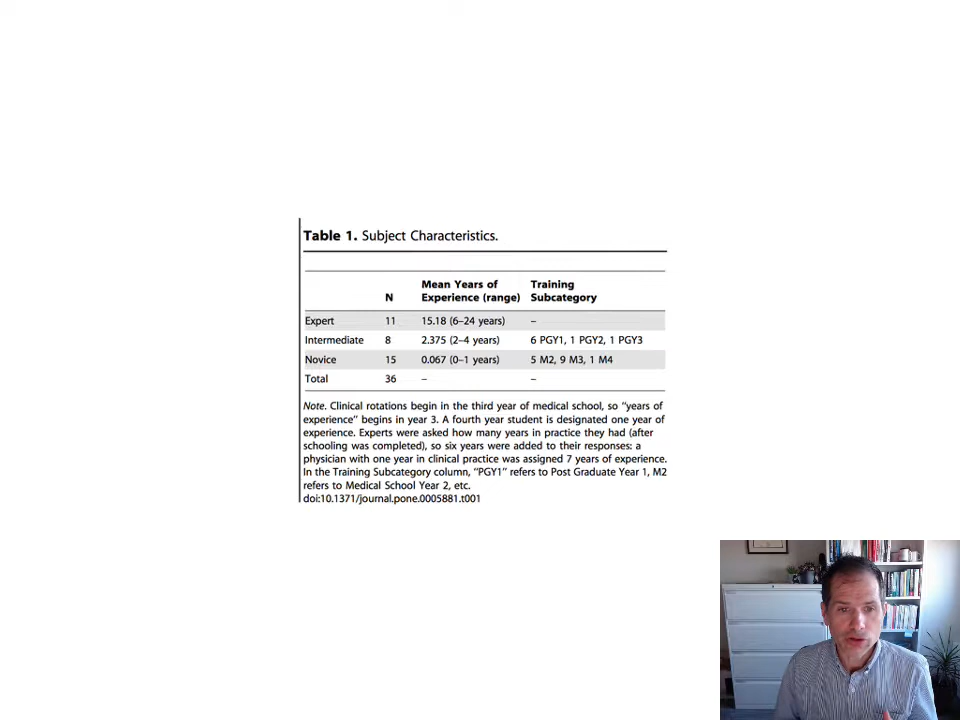 Table 1. Subject Characteristics.
N Mean Years of Experience (range) Training Subcategory
Expert 11 15.18 (6–24 years) –
Intermediate 8 2.375 (2–4 years) 6 PGY1, 1 PGY2, 1 PGY3
Novice 15 0.067 (0–1 years) 5 M2, 9 M3, 1 M4
Total 36 – –
Note. Clinical rotations begin in the third year of medical school, so "years of
experience" begins in year 3. A fourth year student is designated one year of
experience. Experts were asked how many years in practice they had (after
schooling was completed), so six years were added to their responses: a
physician with one year in clinical practice was assigned 7 years of experience.
In the Training Subcategory column, "PGY1" refers to Post Graduate Year 1, M2
refers to Medical School Year 2, etc.
doi:10.1371/journal.pone.0005881.t001